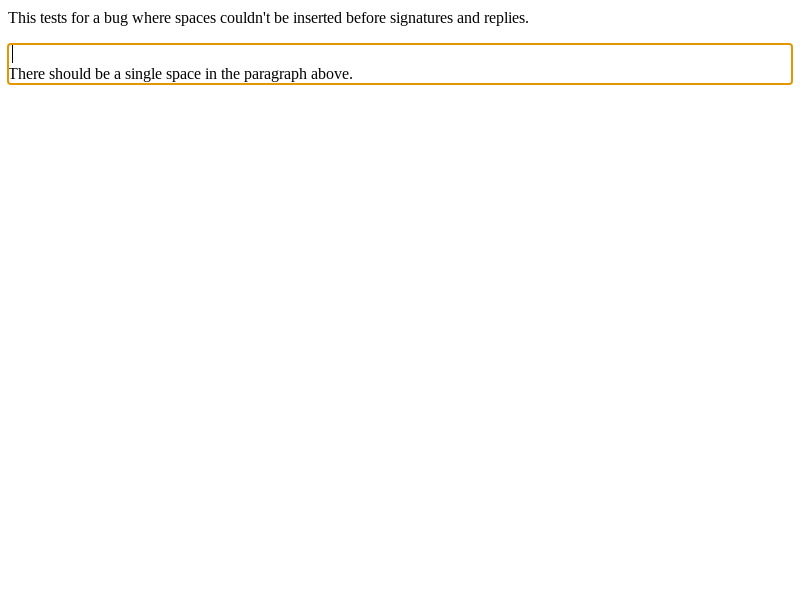 This tests for a bug where spaces couldn't be inserted before signatures and replies.
There should be a single space in the paragraph above.